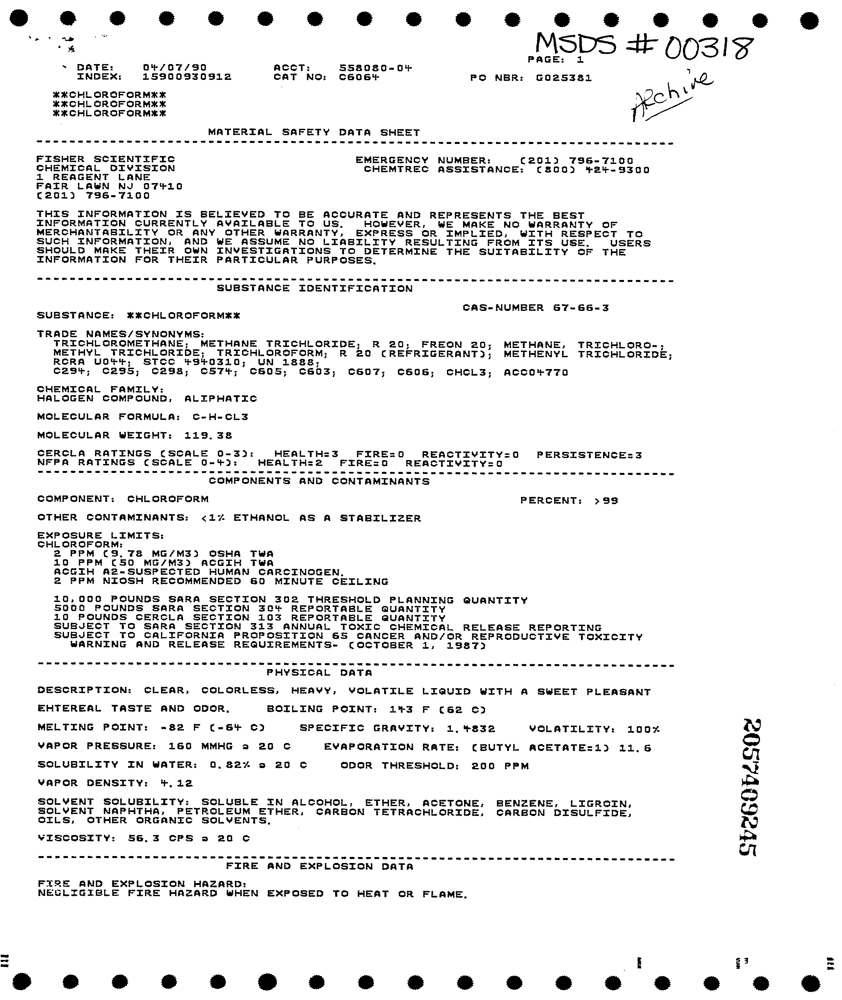 MSDS # 00318
PAGE: 1
DATE: 04/07/90 ACCT: 558080-04
INDEX: 15900930912 CAT NO: C6064 PO NBR: G025381
Archive
**CHLOROFORM**
**CHLOROFORM**
**CHLOROFORM**
MATERIAL SAFETY DATA SHEET
FISHER SCIENTIFIC EMERGENCY NUMBER: (201) 796-7100
CHEMICAL DIVISION CHEMTREC ASSISTANCE: (800) 424-9300
1 REAGENT LANE
FAIR LAWN NJ 07410
(201) 796-7100
THIS INFORMATION IS BELIEVED TO BE ACCURATE AND REPRESENTS THE BEST
INFORMATION CURRENTLY AVAILABLE TO US. HOWEVER, WE MAKE NO WARRANTY OF
MERCHANTABILITY OR ANY OTHER WARRANTY, EXPRESS OR IMPLIED, WITH RESPECT TO
SUCH INFORMATION, AND WE ASSUME NO LIABILITY RESULTING FROM ITS USE. USERS
SHOULD MAKE THEIR OWN INVESTIGATIONS TO DETERMINE THE SUITABILITY OF THE
INFORMATION FOR THEIR PARTICULAR PURPOSES.
SUBSTANCE IDENTIFICATION
CAS-NUMBER 67-66-3
SUBSTANCE: **CHLOROFORM**
TRADE NAMES/SYNONYMS:
TRICHLOROMETHANE; METHANE TRICHLORIDE; R 20; FREON 20; METHANE, TRICHLORO-;
METHYL TRICHLORIDE; TRICHLOROFORM; R 20 (REFRIGERANT); METHENYL TRICHLORIDE;
RCRA U044; STCC 4940310; UN 1888;
C294; C295; C298; C574; C605; C603; C607; C606; CHCL3; ACC04770
CHEMICAL FAMILY:
HALOGEN COMPOUND, ALIPHATIC
MOLECULAR FORMULA: C-H-CL3
MOLECULAR WEIGHT: 119.38
CERCLA RATINGS (SCALE 0-3): HEALTH=3 FIRE=0 REACTIVITY=0 PERSISTENCE=3
NFPA RATINGS (SCALE 0-4): HEALTH=2 FIRE=0 REACTIVITY=0
COMPONENTS AND CONTAMINANTS
COMPONENT: CHLOROFORM PERCENT: >99
OTHER CONTAMINANTS: <1% ETHANOL AS A STABILIZER
EXPOSURE LIMITS:
CHLOROFORM:
2 PPM (9.78 MG/M3) OSHA TWA
10 PPM (50 MG/M3) ACGIH TWA
ACGIH A2-SUSPECTED HUMAN CARCINOGEN.
2 PPM NIOSH RECOMMENDED 60 MINUTE CEILING
10,000 POUNDS SARA SECTION 302 THRESHOLD PLANNING QUANTITY
5000 POUNDS SARA SECTION 304 REPORTABLE QUANTITY
10 POUNDS CERCLA SECTION 103 REPORTABLE QUANTITY
SUBJECT TO SARA SECTION 313 ANNUAL TOXIC CHEMICAL RELEASE REPORTING
SUBJECT TO CALIFORNIA PROPOSITION 65 CANCER AND/OR REPRODUCTIVE TOXICITY
WARNING AND RELEASE REQUIREMENTS- (OCTOBER 1, 1987)
PHYSICAL DATA
DESCRIPTION: CLEAR, COLORLESS, HEAVY, VOLATILE LIQUID WITH A SWEET PLEASANT
EHTEREAL TASTE AND ODOR. BOILING POINT: 143 F (62 C)
MELTING POINT: -82 F (-64 C) SPECIFIC GRAVITY: 1.4832 VOLATILITY: 100%
VAPOR PRESSURE: 160 MMHG @ 20 C EVAPORATION RATE: (BUTYL ACETATE=1) 11.6
SOLUBILITY IN WATER: 0.82% @ 20 C ODOR THRESHOLD: 200 PPM
VAPOR DENSITY: 4.12
SOLVENT SOLUBILITY: SOLUBLE IN ALCOHOL, ETHER, ACETONE, BENZENE, LIGROIN,
SOLVENT NAPHTHA, PETROLEUM ETHER, CARBON TETRACHLORIDE, CARBON DISULFIDE,
OILS, OTHER ORGANIC SOLVENTS.
VISCOSITY: 56.3 CPS @ 20 C
FIRE AND EXPLOSION DATA
FIRE AND EXPLOSION HAZARD:
NEGLIGIBLE FIRE HAZARD WHEN EXPOSED TO HEAT OR FLAME.
2057409245